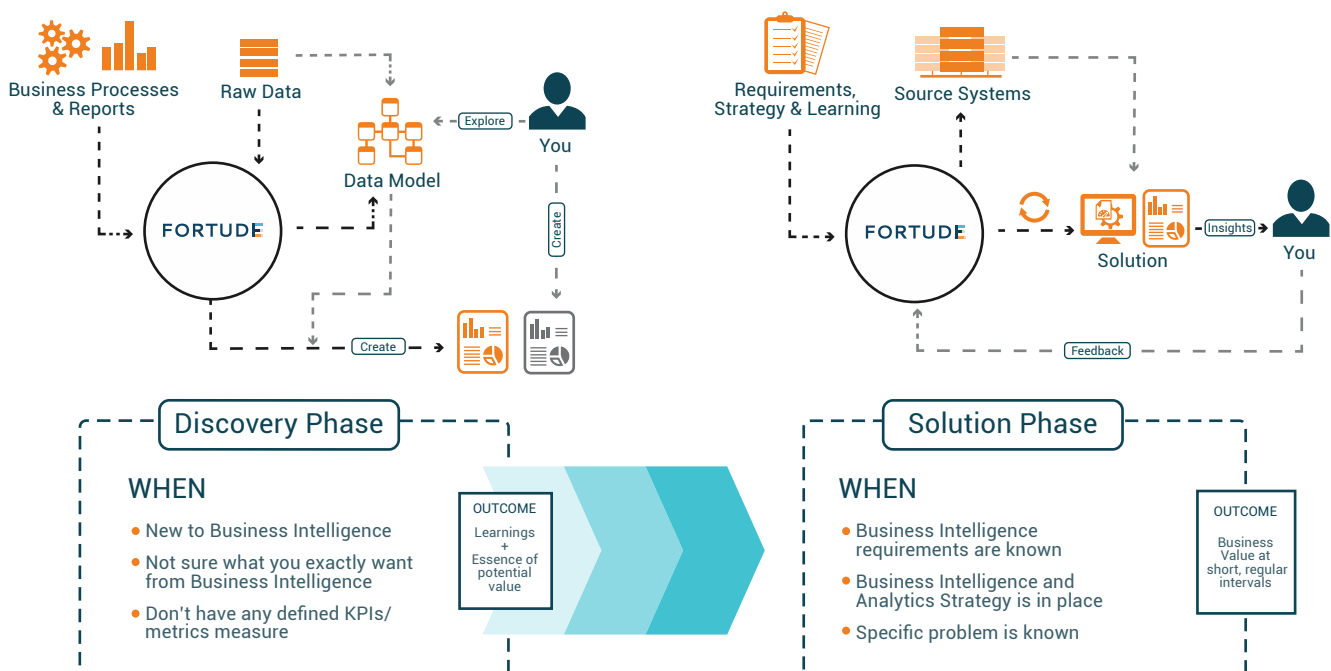 Business Processes
& Reports
Raw Data
Explore
You
Data Model
FORTUDE
Create
Create
Requirements,
Strategy & Learning
Source Systems
FORTUDE
Solution
Insights
You
Feedback
Discovery Phase
WHEN
New to Business Intelligence
Not sure what you exactly want
from Business Intelligence
Don't have any defined KPIs/
metrics measure
OUTCOME
Learnings
+
Essence of
potential
value
Solution Phase
WHEN
Business Intelligence
requirements are known
Business Intelligence and
Analytics Strategy is in place
Specific problem is known
OUTCOME
Business
Value at
short, regular
intervals